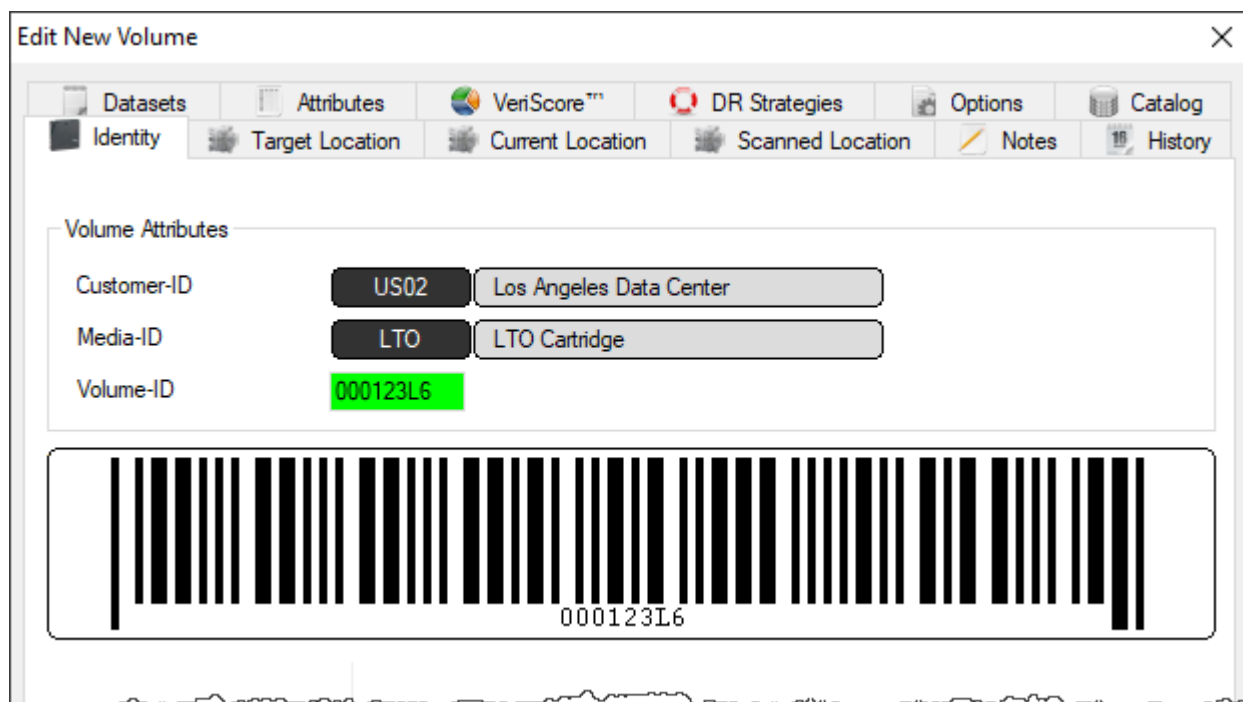 Edit New Volume
Datasets Attributes VeriScore™ DR Strategies Options Catalog
Identity Target Location Current Location Scanned Location Notes 16 History
Volume Attributes
Customer-ID US02 Los Angeles Data Center
Media-ID LTO LTO Cartridge
Volume-ID 000123L6
000123L6